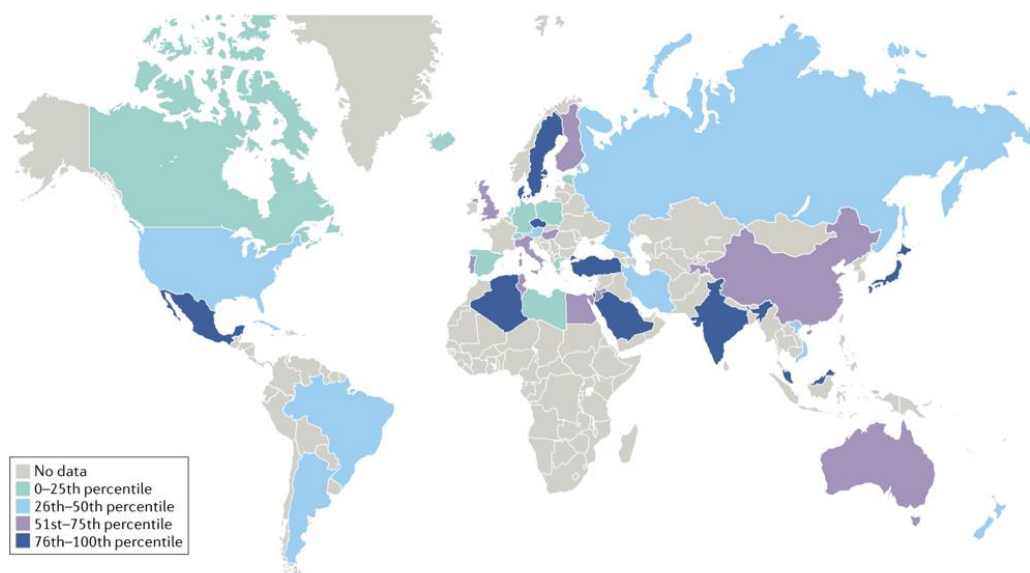 No data
0–25th percentile
26th–50th percentile
51st–75th percentile
76th–100th percentile